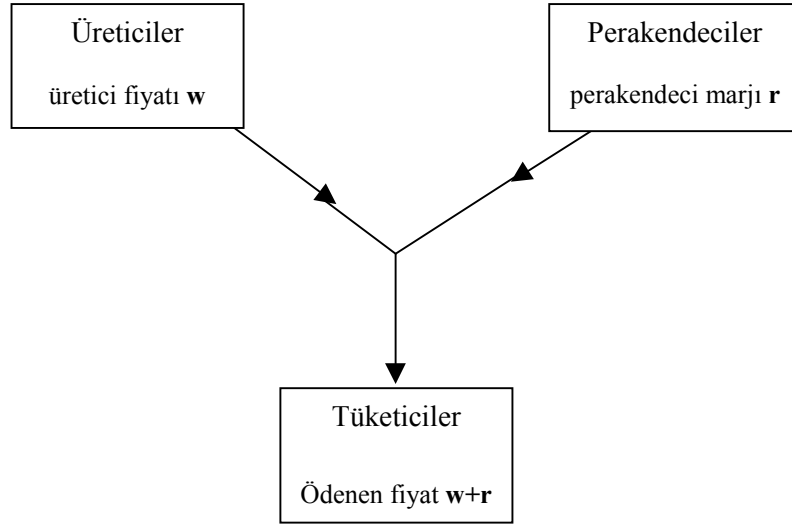 Üreticiler
üretici fiyatı w
Perakendeciler
perakendeci marjı r
Tüketiciler
Ödenen fiyat w+r